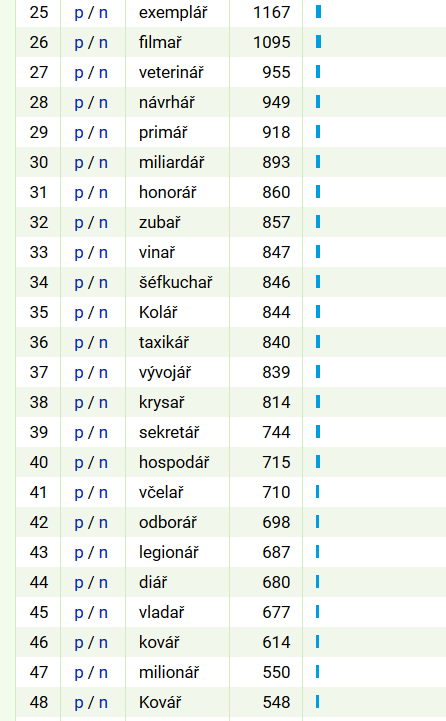 25 p / n exemplář 1167
26 p / n filmař 1095
27 p / n veterinář 955
28 p / n návrhář 949
29 p / n primář 918
30 p / n miliardář 893
31 p / n honorář 860
32 p / n zubař 857
33 p / n vinař 847
34 p / n šéfkuchař 846
35 p / n Kolář 844
36 p / n taxikář 840
37 p / n vývojář 839
38 p / n krysař 814
39 p / n sekretář 744
40 p / n hospodář 715
41 p / n včelař 710
42 p / n odborář 698
43 p / n legionář 687
44 p / n diář 680
45 p / n vladař 677
46 p / n kovář 614
47 p / n milionář 550
48 p / n Kovář 548